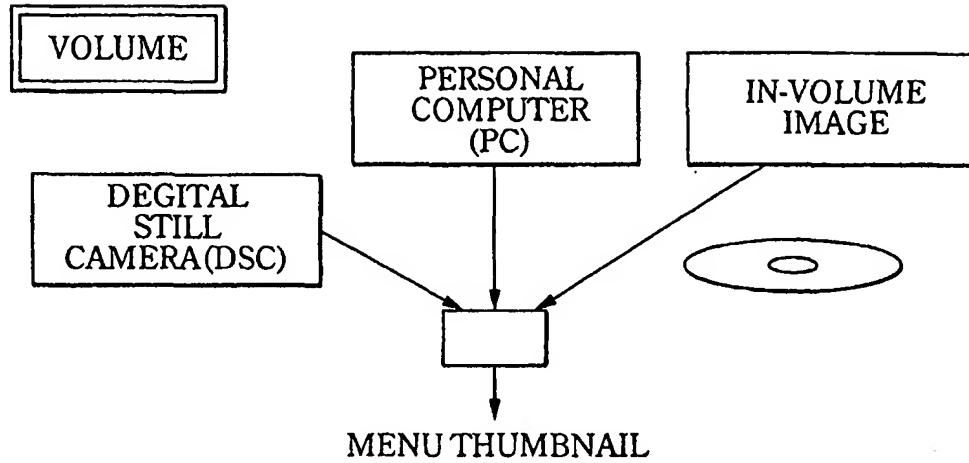 VOLUME
PERSONAL
COMPUTER
(PC)
IN-VOLUME
IMAGE
DEGITAL
STILL
CAMERA(DSC)
MENU THUMBNAIL